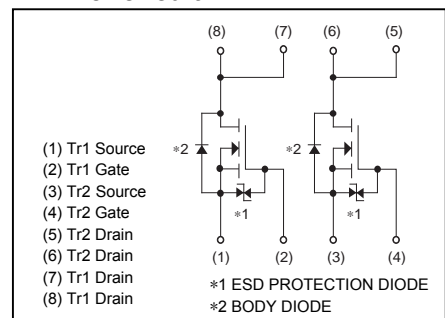 (8) (7) (6) (5)
(1) Tr1 Source
(2) Tr1 Gate
(3) Tr2 Source
(4) Tr2 Gate
(5) Tr2 Drain
(6) Tr2 Drain
(7) Tr1 Drain
(8) Tr1 Drain
∗2 ∗2
∗1 ∗1
(1) (2) (3) (4)
∗1 ESD PROTECTION DIODE
∗2 BODY DIODE